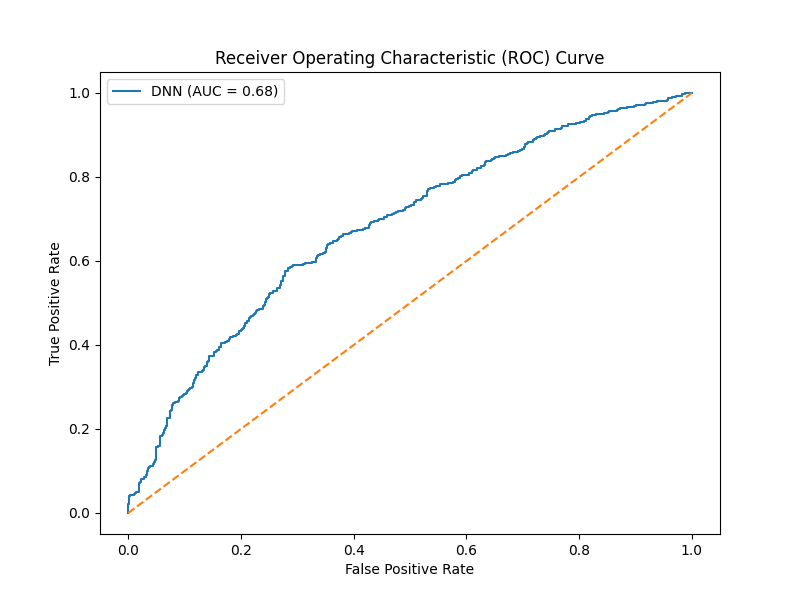 Receiver Operating Characteristic (ROC) Curve
DNN (AUC = 0.68)
True Positive Rate
1.0
0.8
0.6
0.4
0.2
0.0
0.0 0.2 0.4 0.6 0.8 1.0
False Positive Rate